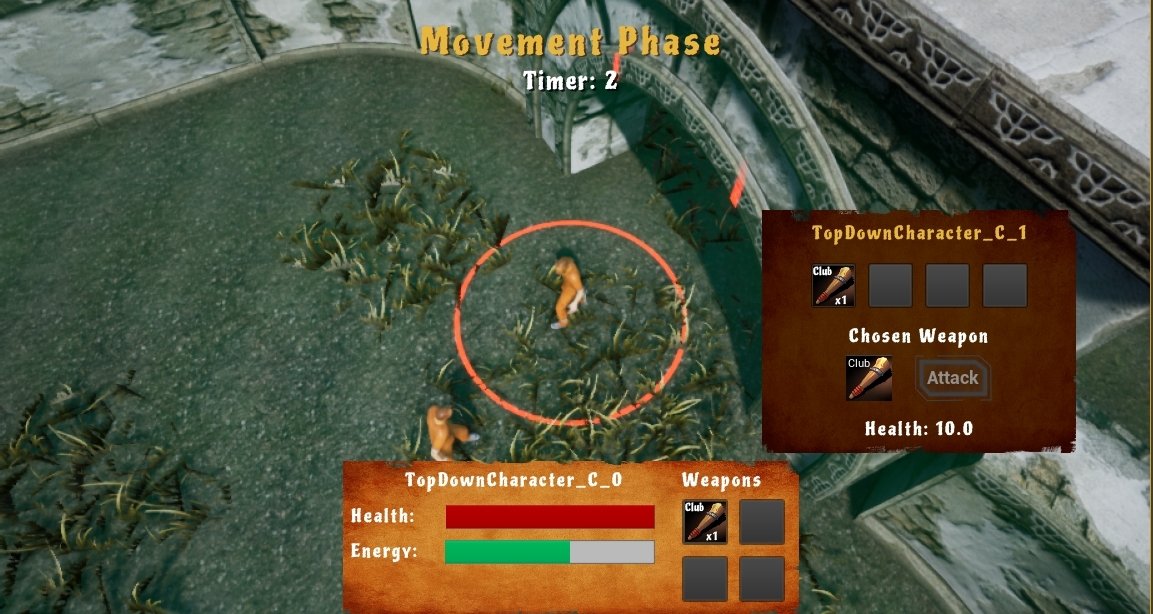 Movement Phase
Timer: 2
TopDownCharacter_C_1
Club
x1
Chosen Weapon
Club
Attack
Health: 10.0
TopDownCharacter_C_0
Weapons
Health:
Energy:
Club
x1